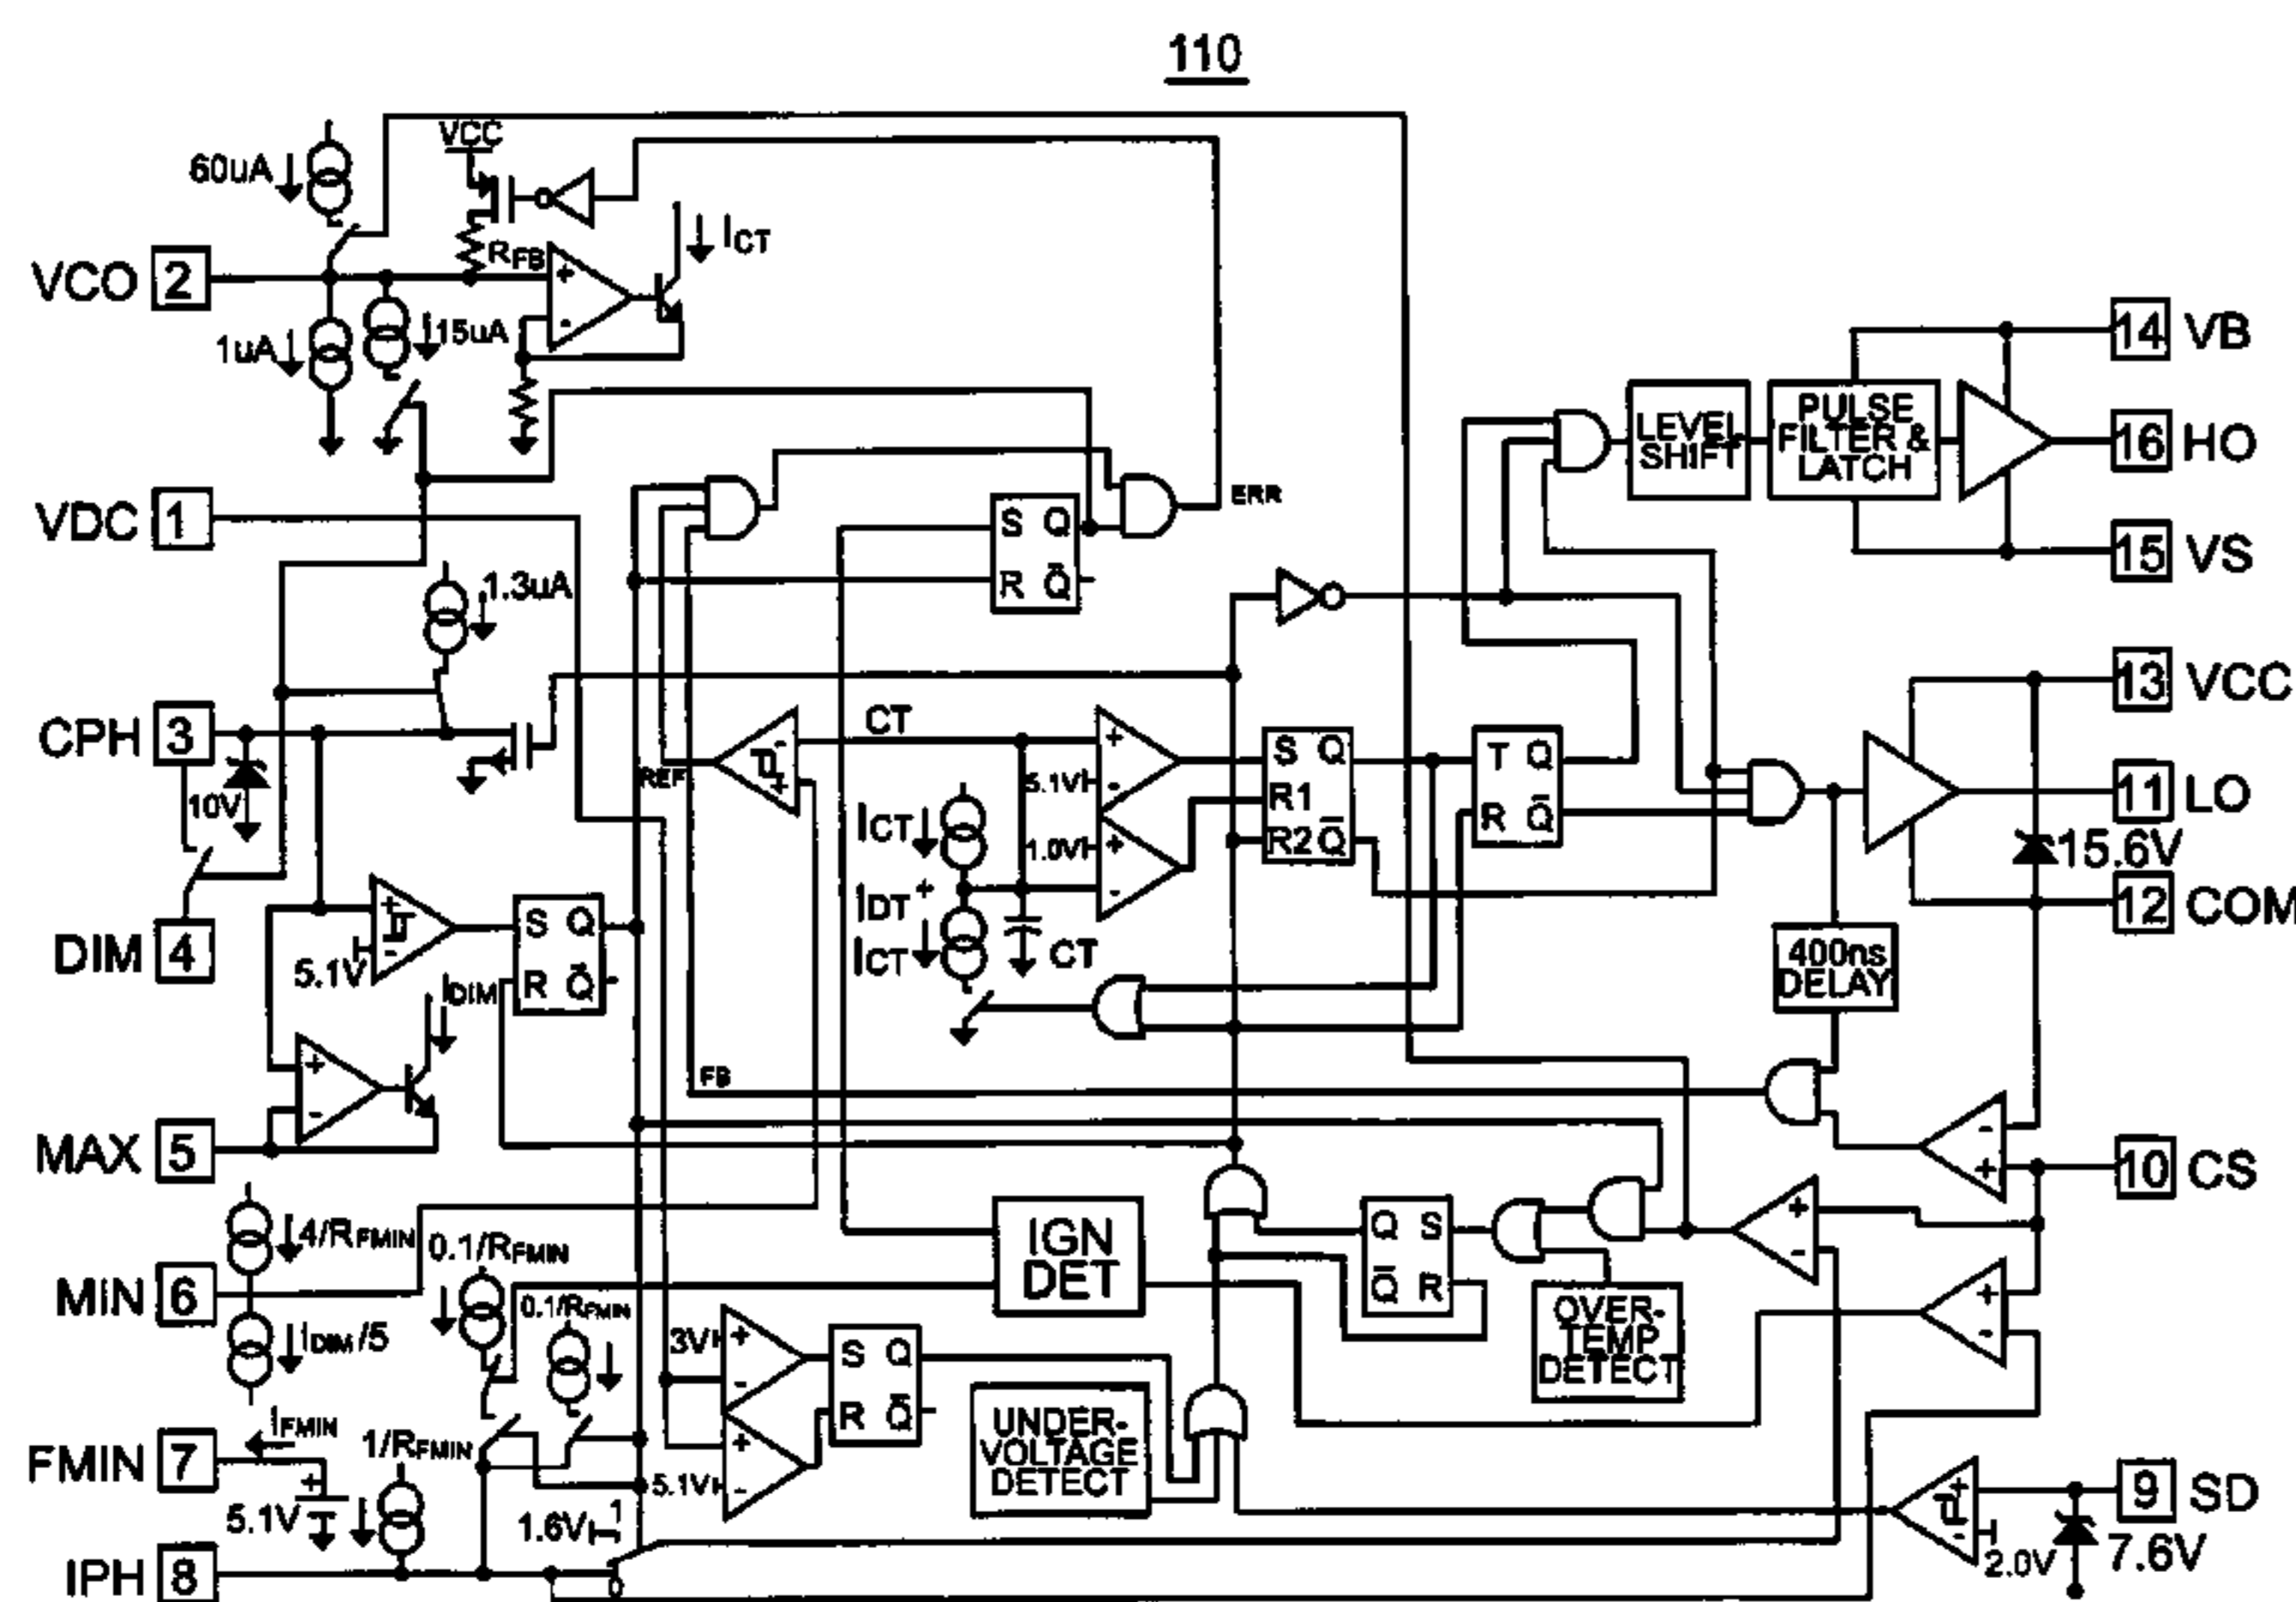 110
VCC
60uA
ICT
RFB
VCO 2
15uA
1uA
14 VB
PULSE
FILTER &
LATCH
LEVEL
SHIFT
16 HO
ERR
VDC 1
S Q
R Q̅
15 VS
1.3uA
13 VCC
CT
CPH 3
REF
10V
5.1V
S Q
R1
R2 Q̅
T Q
R Q̅
11 LO
ICT
1.0V
15.6V
IDT +
ICT
CT
12 COM
DIM 4
5.1V
S Q
R Q̅
IDIM
400ns
DELAY
FB
MAX 5
10 CS
4/RFMIN
0.1/RFMIN
IGN
DET
Q S
Q̅ R
MIN 6
0.1/RFMIN
IDIM/5
3V
S Q
R Q̅
OVER-
TEMP
DETECT
UNDER-
VOLTAGE
DETECT
IFMIN
FMIN 7
1/RFMIN
5.1V
5.1V
1.6V
1
9 SD
2.0V
7.6V
IPH 8
0